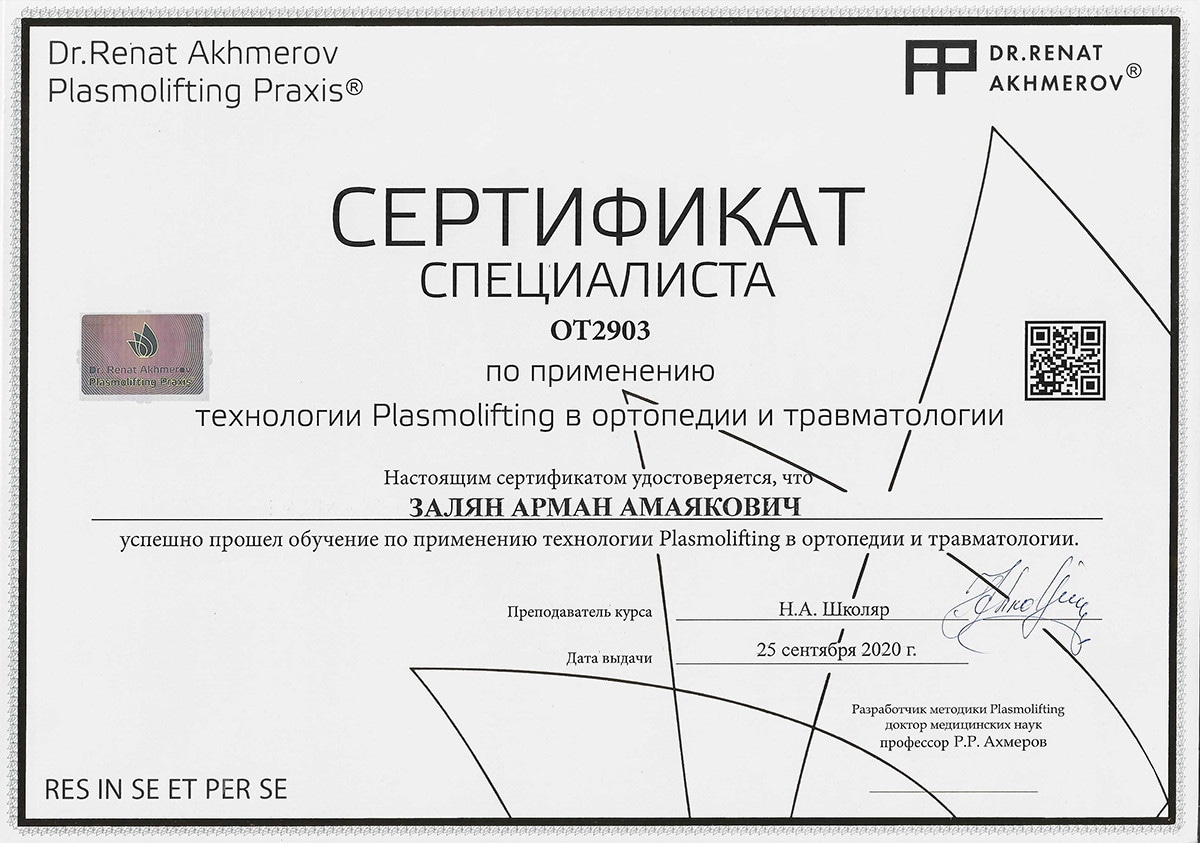 Dr.Renat Akhmerov
Plasmolifting Praxis®
DR.RENAT
AKHMEROV®
СЕРТИФИКАТ
СПЕЦИАЛИСТА
ОТ2903
по применению
технологии Plasmolifting в ортопедии и травматологии
Dr. Renat Akhmerov
Plasmolifting Praxis
Настоящим сертификатом удостоверяется, что
ЗАЛЯН АРМАН АМАЯКОВИЧ
успешно прошел обучение по применению технологии Plasmolifting в ортопедии и травматологии.
Преподаватель курса Н.А. Школяр
Дата выдачи 25 сентября 2020 г.
Разработчик методики Plasmolifting
доктор медицинских наук
профессор Р.Р. Ахмеров
RES IN SE ET PER SE